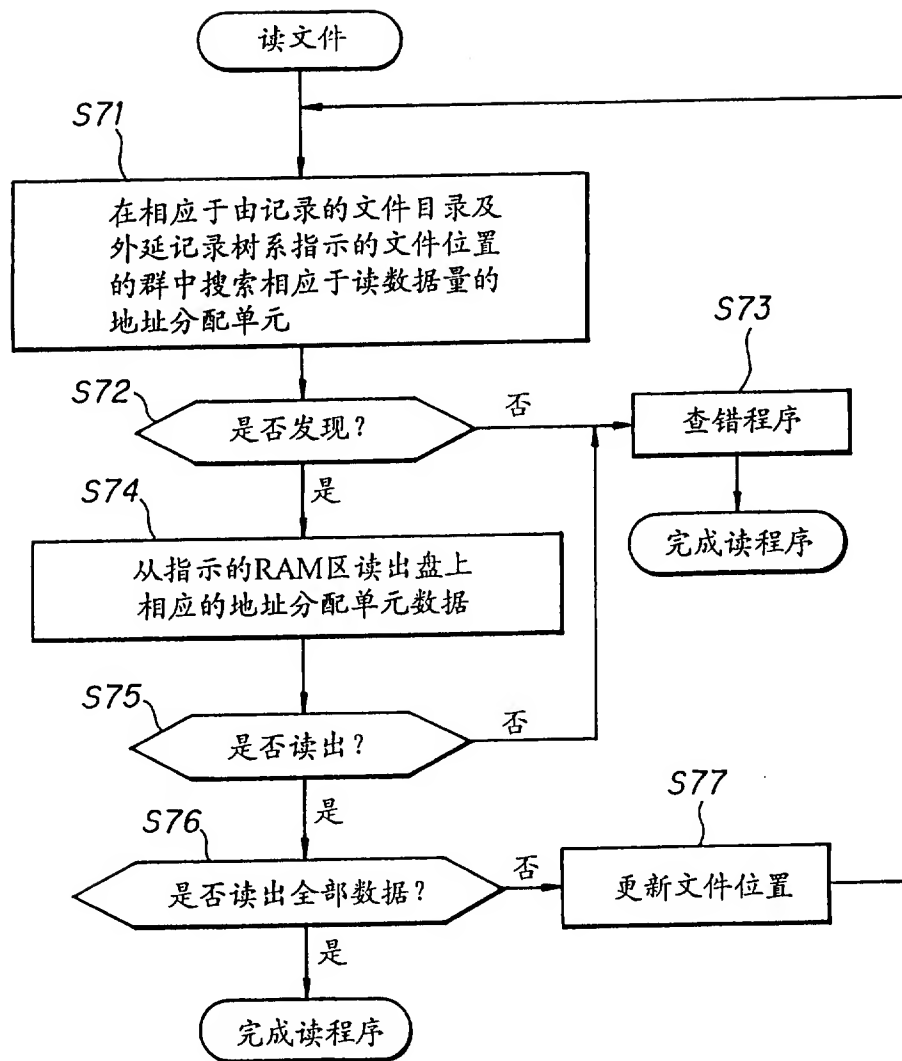 读文件
S71
在相应于由记录的文件目录及
外延记录树系指示的文件位置
的群中搜索相应于读数据量的
地址分配单元
S73
S72
是否发现?
否
查错程序
是
完成读程序
S74
从指示的RAM区读出盘上
相应的地址分配单元数据
S75
是否读出?
否
是
S77
S76
是否读出全部数据?
否
更新文件位置
是
完成读程序